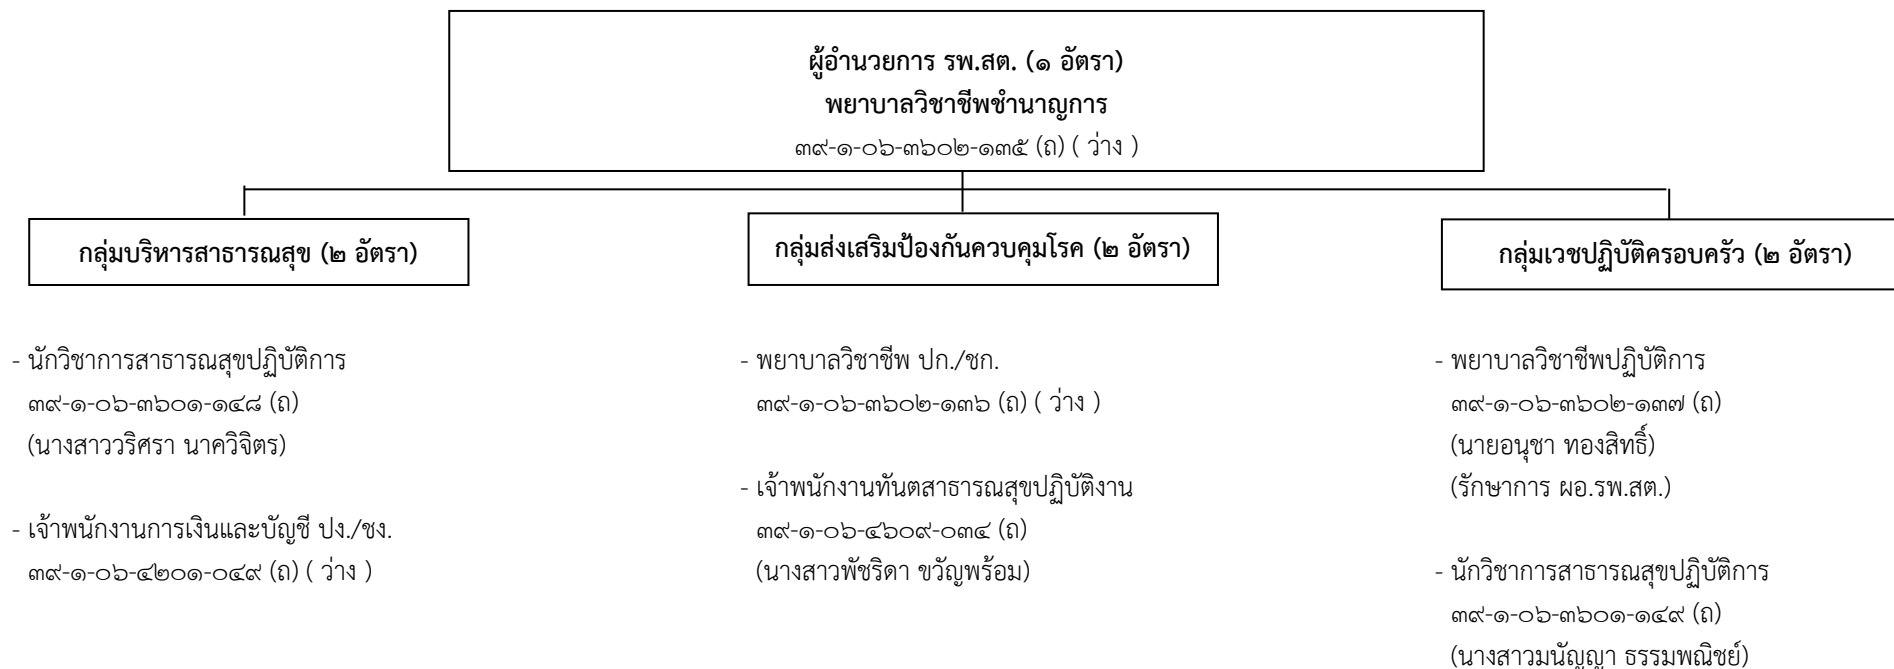 ผู้อำนวยการ รพ.สต. (๑ อัตรา)
พยาบาลวิชาชีพชำนาญการ
๓๙-๑-๐๖-๓๖๐๒-๑๓๕ (ถ) ( ว่าง )
กลุ่มบริหารสาธารณสุข (๒ อัตรา)
- นักวิชาการสาธารณสุขปฏิบัติการ
๓๙-๑-๐๖-๓๖๐๑-๑๔๘ (ถ)
(นางสาววริศรา นาควิจิตร)
- เจ้าพนักงานการเงินและบัญชี ปง./ชง.
๓๙-๑-๐๖-๔๒๐๑-๐๔๙ (ถ) ( ว่าง )
กลุ่มส่งเสริมป้องกันควบคุมโรค (๒ อัตรา)
- พยาบาลวิชาชีพ ปก./ชก.
๓๙-๑-๐๖-๓๖๐๒-๑๓๖ (ถ) ( ว่าง )
- เจ้าพนักงานทันตสาธารณสุขปฏิบัติงาน
๓๙-๑-๐๖-๔๖๐๙-๐๓๔ (ถ)
(นางสาวพัชริดา ขวัญพร้อม)
กลุ่มเวชปฏิบัติครอบครัว (๒ อัตรา)
- พยาบาลวิชาชีพปฏิบัติการ
๓๙-๑-๐๖-๓๖๐๒-๑๓๗ (ถ)
(นายอนุชา ทองสิทธิ์)
(รักษาการ ผอ.รพ.สต.)
- นักวิชาการสาธารณสุขปฏิบัติการ
๓๙-๑-๐๖-๓๖๐๑-๑๔๙ (ถ)
(นางสาวมนัญญา ธรรมพณิชย์)